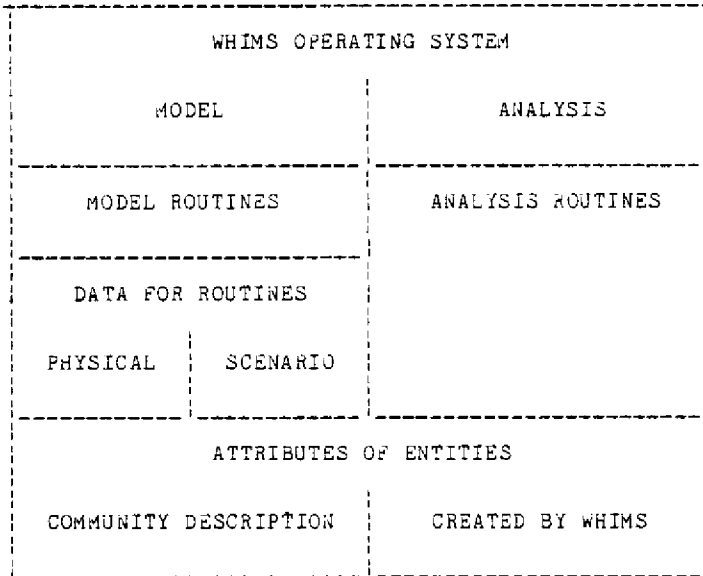 WHIMS OPERATING SYSTEM
MODEL ANALYSIS
MODEL ROUTINES ANALYSIS ROUTINES
DATA FOR ROUTINES
PHYSICAL SCENARIO
ATTRIBUTES OF ENTITIES
COMMUNITY DESCRIPTION CREATED BY WHIMS